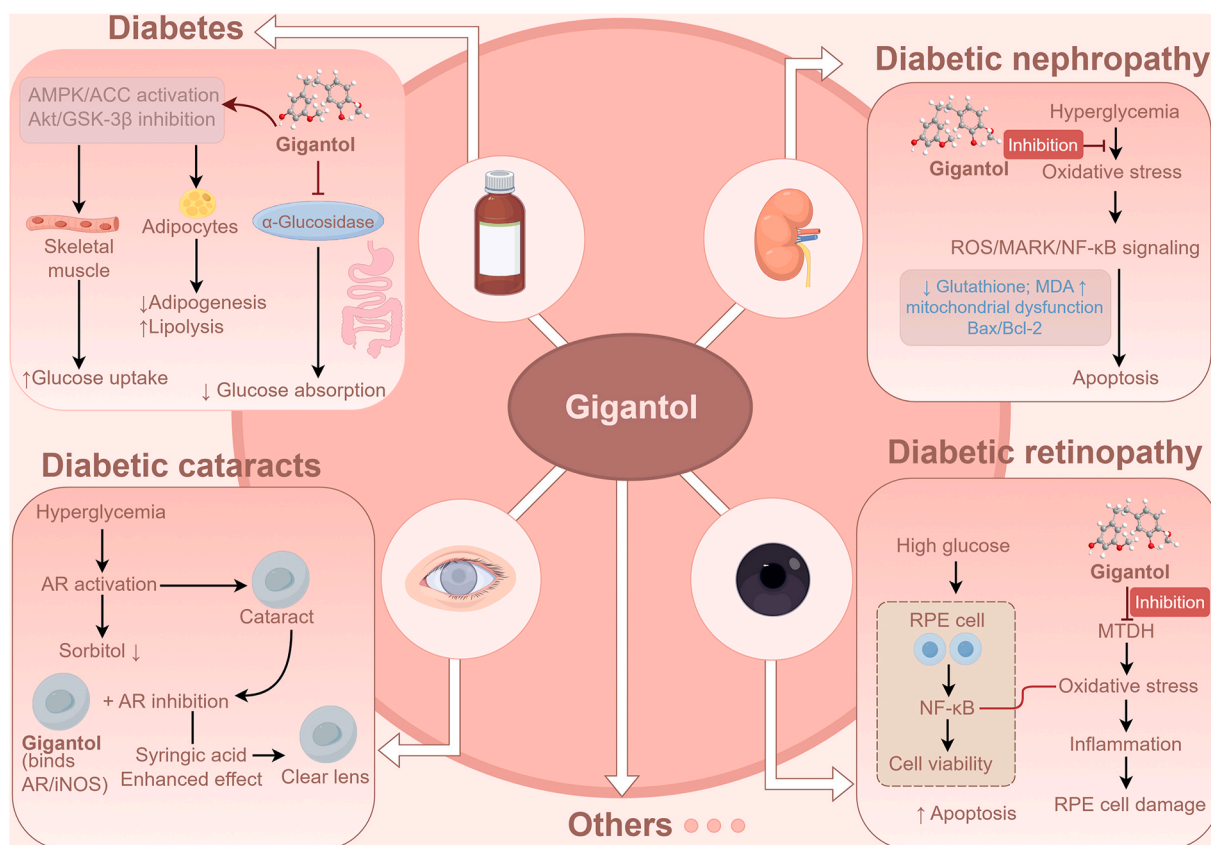 Diabetes
AMPK/ACC activation
Akt/GSK-3β inhibition
Gigantol
Skeletal
muscle
Adipocytes
α-Glucosidase
↓Adipogenesis
↑Lipolysis
↑Glucose uptake
↓ Glucose absorption
Diabetic nephropathy
Gigantol
Inhibition
Hyperglycemia
Oxidative stress
ROS/MARK/NF-κB signaling
↓ Glutathione; MDA ↑
mitochondrial dysfunction
Bax/Bcl-2
Apoptosis
Gigantol
Diabetic cataracts
Hyperglycemia
AR activation
Cataract
Sorbitol ↓
+ AR inhibition
Gigantol
(binds
AR/iNOS)
Syringic acid
Enhanced effect
Clear lens
Diabetic retinopathy
High glucose
RPE cell
NF-κB
Cell viability
↑ Apoptosis
Gigantol
Inhibition
MTDH
Oxidative stress
Inflammation
RPE cell damage
Others